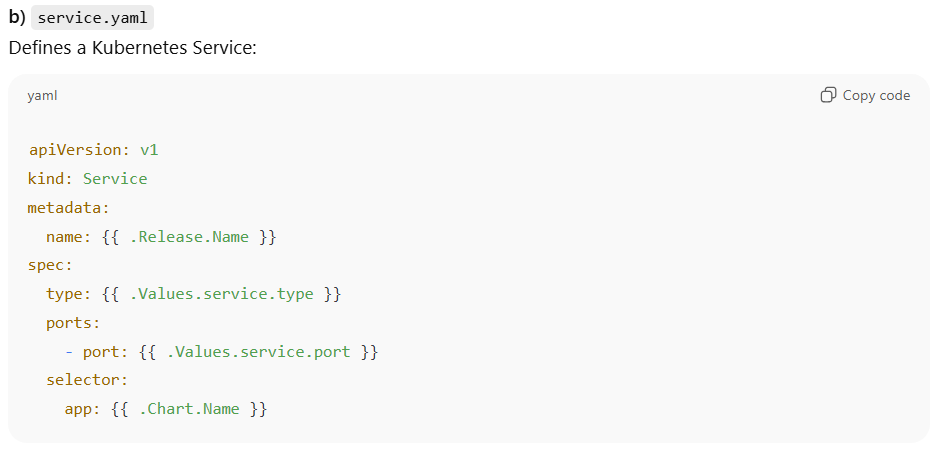 b) service.yaml
Defines a Kubernetes Service:
yaml
Copy code
apiVersion: v1
kind: Service
metadata:
  name: {{ .Release.Name }}
spec:
  type: {{ .Values.service.type }}
  ports:
    - port: {{ .Values.service.port }}
  selector:
    app: {{ .Chart.Name }}